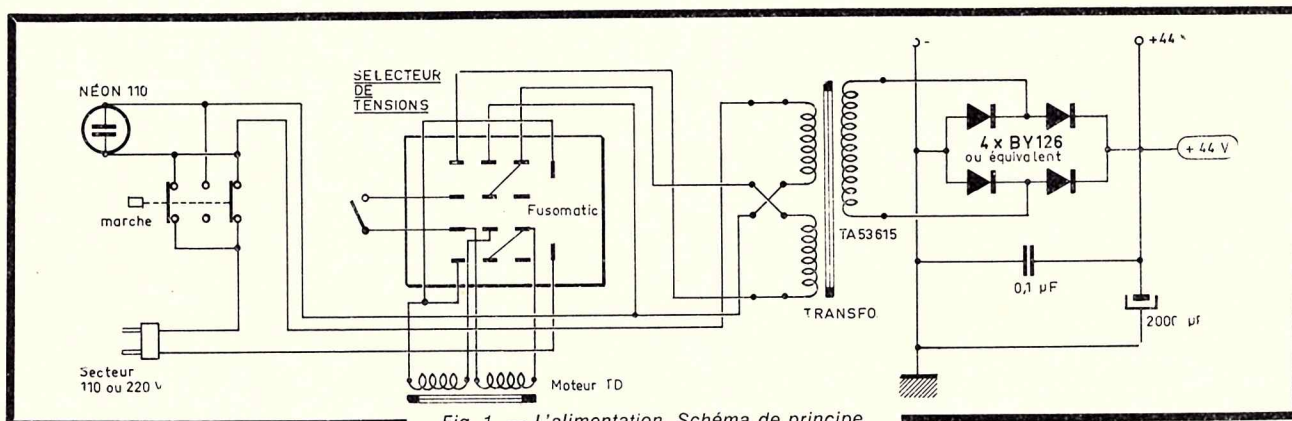 NÉON 110
marche
Secteur
110 ou 220 V
SELECTEUR
DE
TENSIONS
Fusomatic
Moteur TD
TRANSFO.
TA53615
4 x BY126
ou équivalent
0,1 µF
-
+44 V
+ 44 V
2000 µF
Fig. 1. - L'alimentation. Schéma de principe